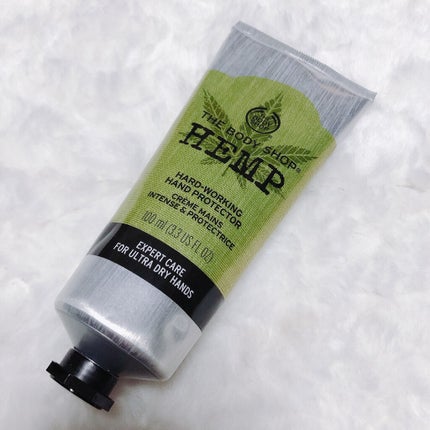 THE BODY SHOP®
HEMP
HARD-WORKING
HAND PROTECTOR
CRÈME MAINS
INTENSE & PROTECTRICE
100 ml (3.3 US FL OZ)
EXPERT CARE
FOR ULTRA DRY HANDS